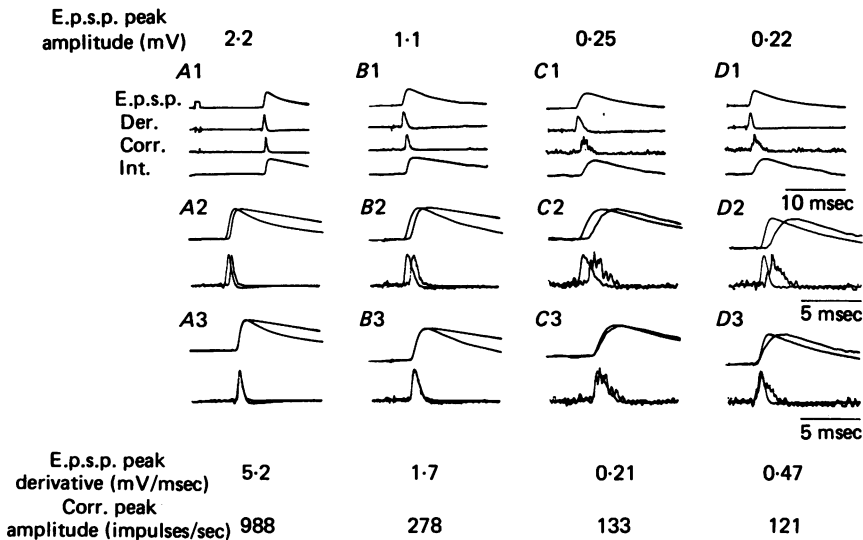 E.p.s.p. peak
amplitude (mV) 2·2 1·1 0·25 0·22
A1 B1 C1 D1
E.p.s.p.
Der.
Corr.
Int.
10 msec
A2 B2 C2 D2
5 msec
A3 B3 C3 D3
5 msec
E.p.s.p. peak
derivative (mV/msec) 5·2 1·7 0·21 0·47
Corr. peak
amplitude (impulses/sec) 988 278 133 121